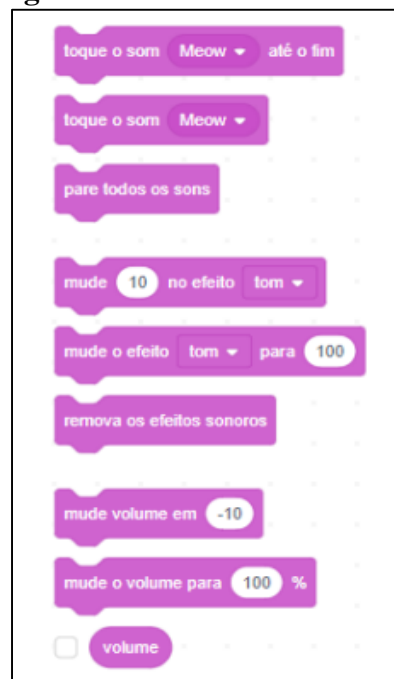 toque o som Meow até o fim
toque o som Meow
pare todos os sons
mude 10 no efeito tom
mude o efeito tom para 100
remova os efeitos sonoros
mude volume em -10
mude o volume para 100 %
volume